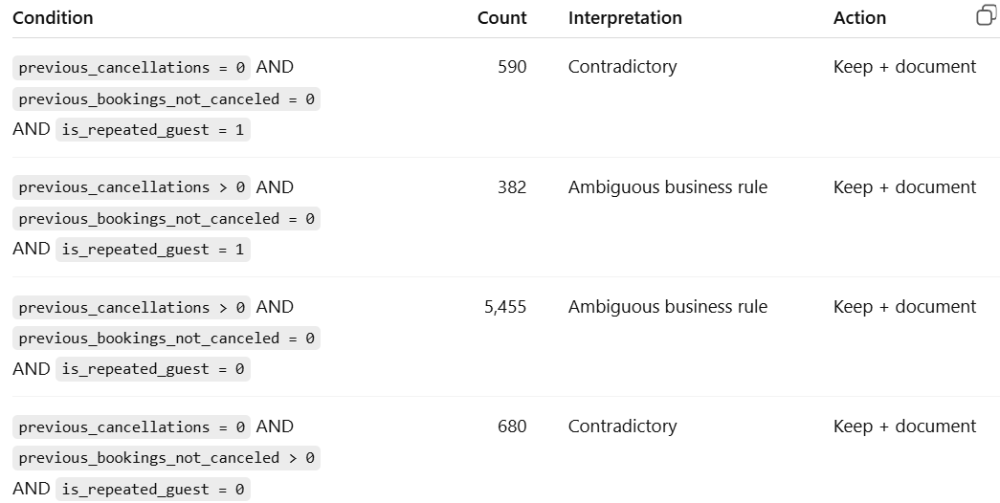 Condition Count Interpretation Action
previous_cancellations = 0 AND 590 Contradictory Keep + document
previous_bookings_not_canceled = 0
AND is_repeated_guest = 1
previous_cancellations > 0 AND 382 Ambiguous business rule Keep + document
previous_bookings_not_canceled = 0
AND is_repeated_guest = 1
previous_cancellations > 0 AND 5,455 Ambiguous business rule Keep + document
previous_bookings_not_canceled = 0
AND is_repeated_guest = 0
previous_cancellations = 0 AND 680 Contradictory Keep + document
previous_bookings_not_canceled > 0
AND is_repeated_guest = 0